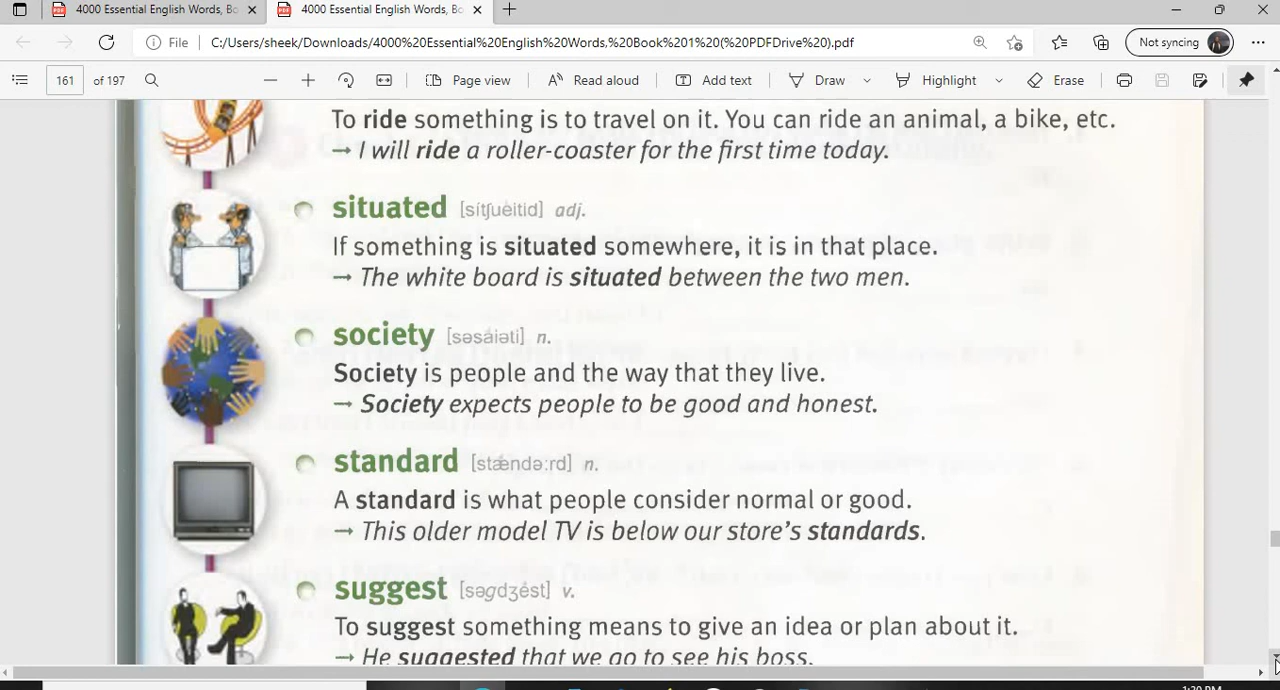 4000 Essential English Words, Bo
4000 Essential English Words, Bo
File C:/Users/sheek/Downloads/4000%20Essential%20English%20Words,%20Book%201%20(%20PDFDrive%20).pdf Not syncing
161 of 197 Page view Read aloud Add text Draw Highlight Erase
To ride something is to travel on it. You can ride an animal, a bike, etc.
→ I will ride a roller-coaster for the first time today.
situated [sítʃuèitid] adj.
If something is situated somewhere, it is in that place.
→ The white board is situated between the two men.
society [səsáiəti] n.
Society is people and the way that they live.
→ Society expects people to be good and honest.
standard [stǽndə:rd] n.
A standard is what people consider normal or good.
→ This older model TV is below our store's standards.
suggest [səgdʒést] v.
To suggest something means to give an idea or plan about it.
→ He suggested that we go to see his boss.
1:20 PM